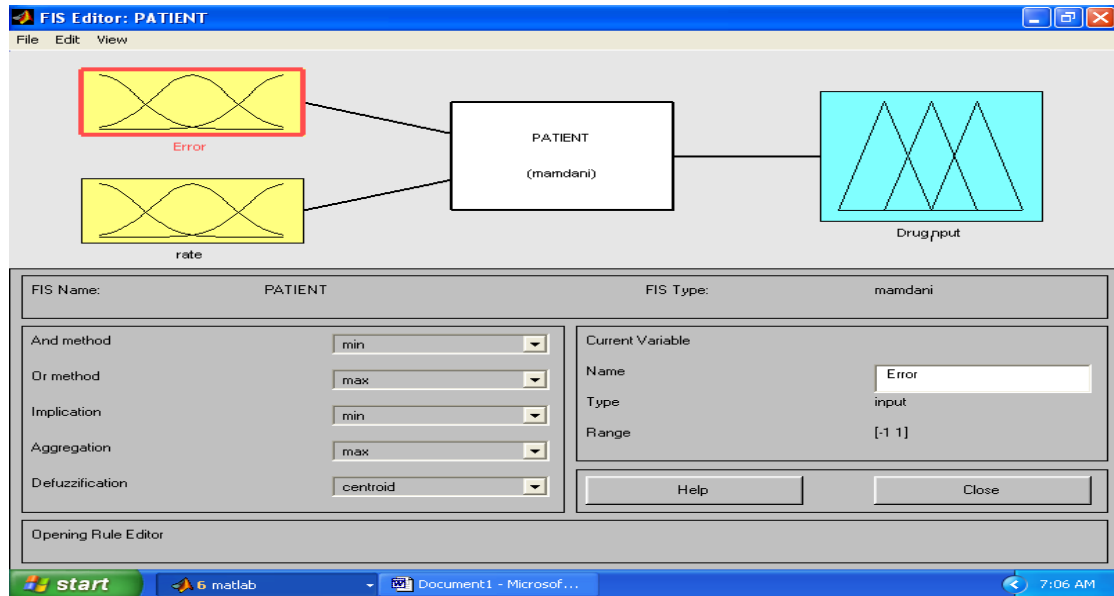 FIS Editor: PATIENT
File Edit View
Error
rate
PATIENT
(mamdani)
FIS Name: PATIENT FIS Type: mamdani
And method min
Or method max
Implication min
Aggregation max
Defuzzification centroid
Current Variable
Name Error
Type input
Range [-1 1]
Help Close
Opening Rule Editor
start 6 matlab Document1 - Microsof... 7:06 AM